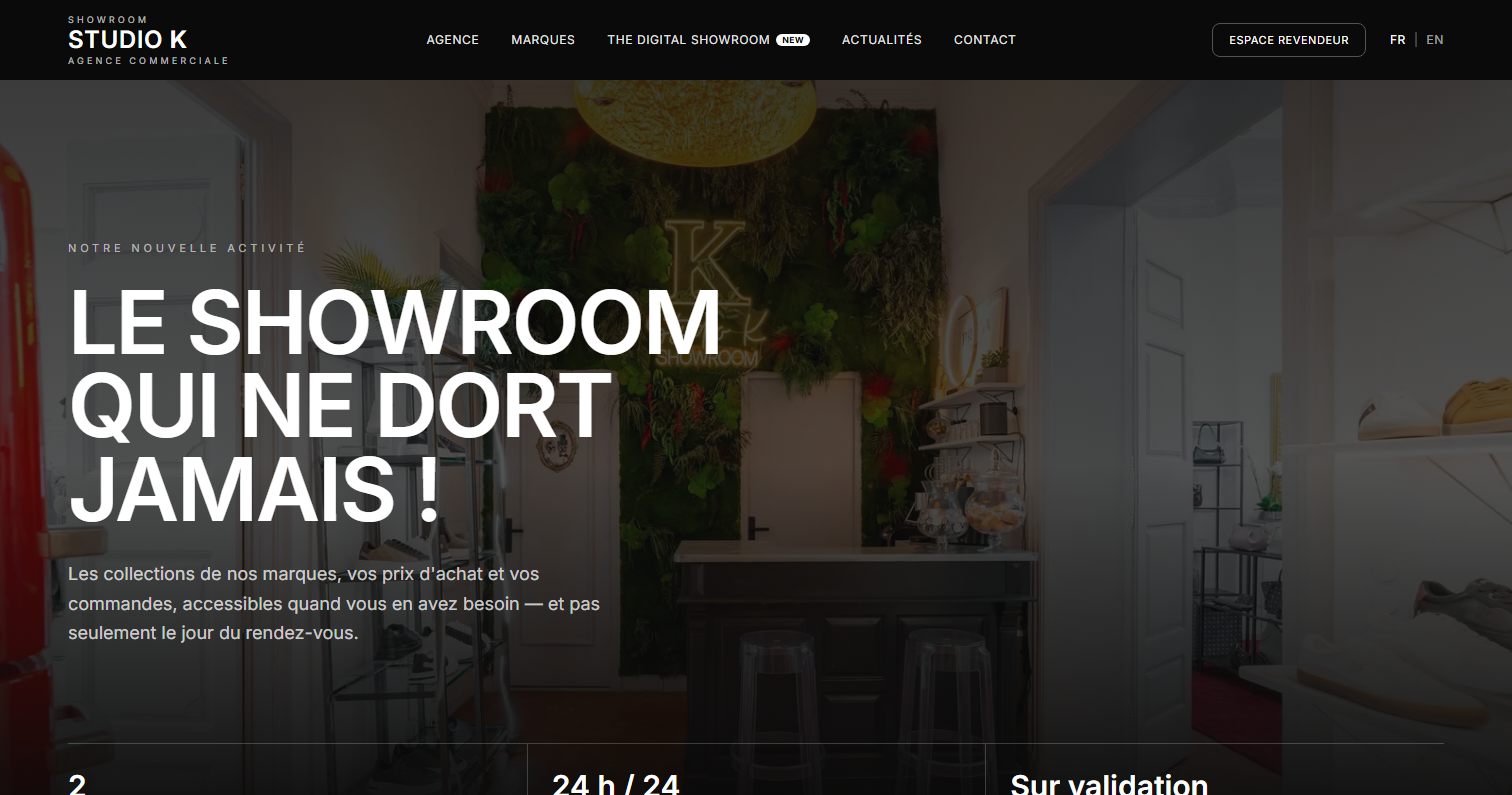 SHOWROOM
STUDIO K
AGENCE COMMERCIALE
AGENCE
MARQUES
THE DIGITAL SHOWROOM NEW
ACTUALITÉS
CONTACT
ESPACE REVENDEUR
FR | EN
K
SHOWROOM
NOTRE NOUVELLE ACTIVITÉ
LE SHOWROOM
QUI NE DORT
JAMAIS !
Les collections de nos marques, vos prix d'achat et vos
commandes, accessibles quand vous en avez besoin — et pas
seulement le jour du rendez-vous.
2
24 h / 24
Sur validation